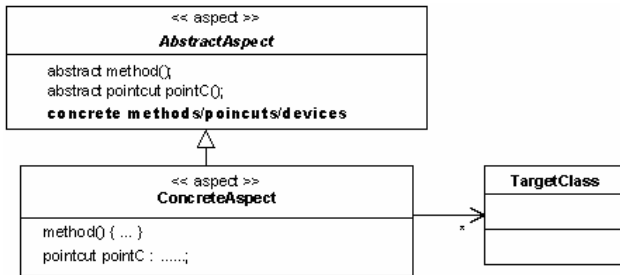 << aspect >>
AbstractAspect
abstract method();
abstract pointcut pointC();
concrete methods/poincuts/devices
<< aspect >>
ConcreteAspect
method() { ... }
pointcut pointC : ......;
TargetClass
*